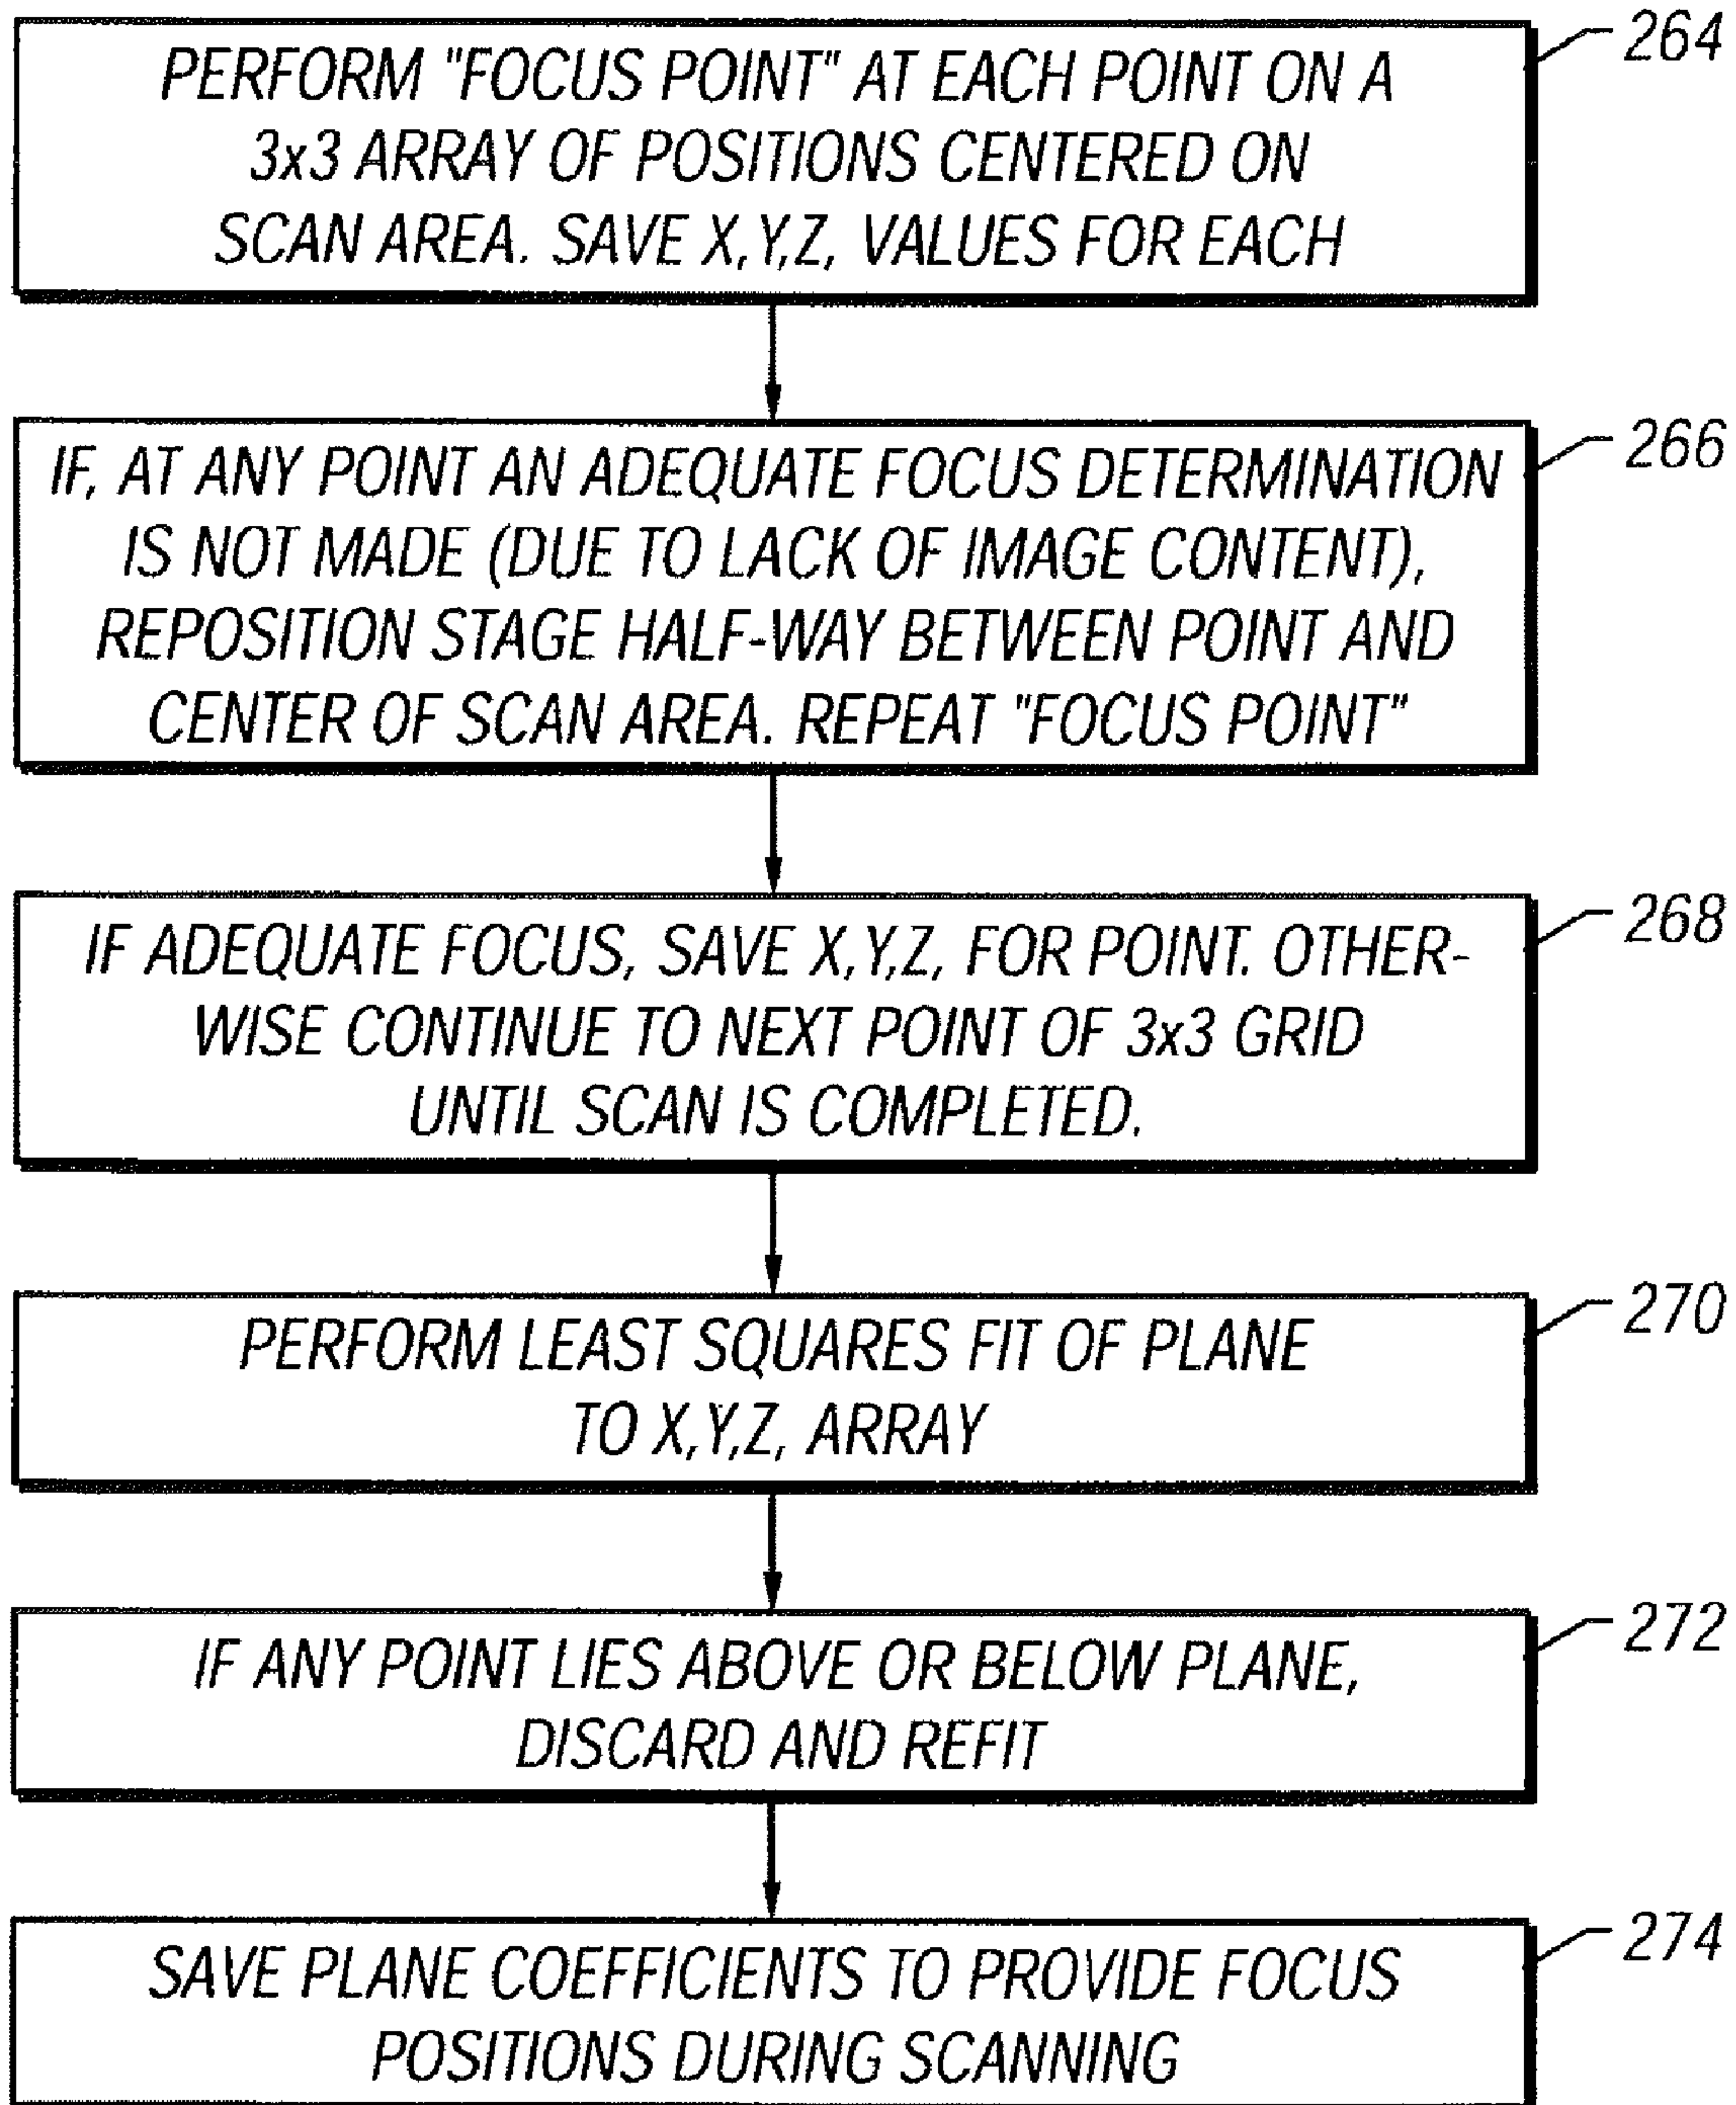 PERFORM "FOCUS POINT" AT EACH POINT ON A
3x3 ARRAY OF POSITIONS CENTERED ON
SCAN AREA. SAVE X,Y,Z, VALUES FOR EACH
264
IF, AT ANY POINT AN ADEQUATE FOCUS DETERMINATION
IS NOT MADE (DUE TO LACK OF IMAGE CONTENT),
REPOSITION STAGE HALF-WAY BETWEEN POINT AND
CENTER OF SCAN AREA. REPEAT "FOCUS POINT"
266
IF ADEQUATE FOCUS, SAVE X,Y,Z, FOR POINT. OTHER-
WISE CONTINUE TO NEXT POINT OF 3x3 GRID
UNTIL SCAN IS COMPLETED.
268
PERFORM LEAST SQUARES FIT OF PLANE
TO X,Y,Z, ARRAY
270
IF ANY POINT LIES ABOVE OR BELOW PLANE,
DISCARD AND REFIT
272
SAVE PLANE COEFFICIENTS TO PROVIDE FOCUS
POSITIONS DURING SCANNING
274